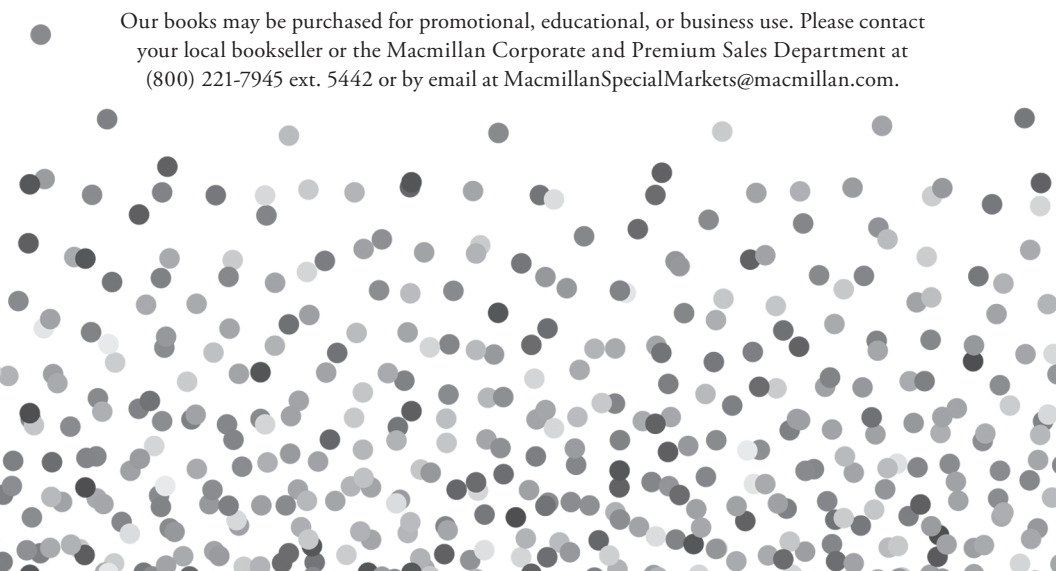 Our books may be purchased for promotional, educational, or business use. Please contact
your local bookseller or the Macmillan Corporate and Premium Sales Department at
(800) 221-7945 ext. 5442 or by email at MacmillanSpecialMarkets@macmillan.com.